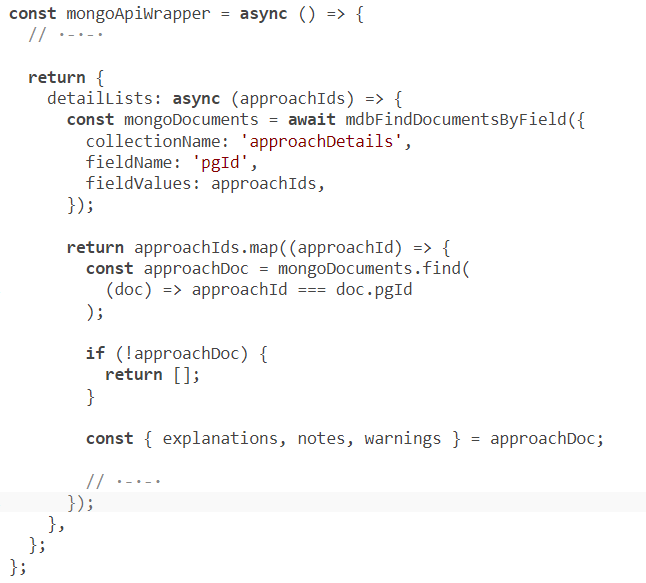 const mongoApiWrapper = async () => {
  // ·-·-·

  return {
    detailLists: async (approachIds) => {
      const mongoDocuments = await mdbFindDocumentsByField({
        collectionName: 'approachDetails',
        fieldName: 'pgId',
        fieldValues: approachIds,
      });

      return approachIds.map((approachId) => {
        const approachDoc = mongoDocuments.find(
          (doc) => approachId === doc.pgId
        );

        if (!approachDoc) {
          return [];
        }

        const { explanations, notes, warnings } = approachDoc;

        // ·-·-·
      });
    },
  };
};